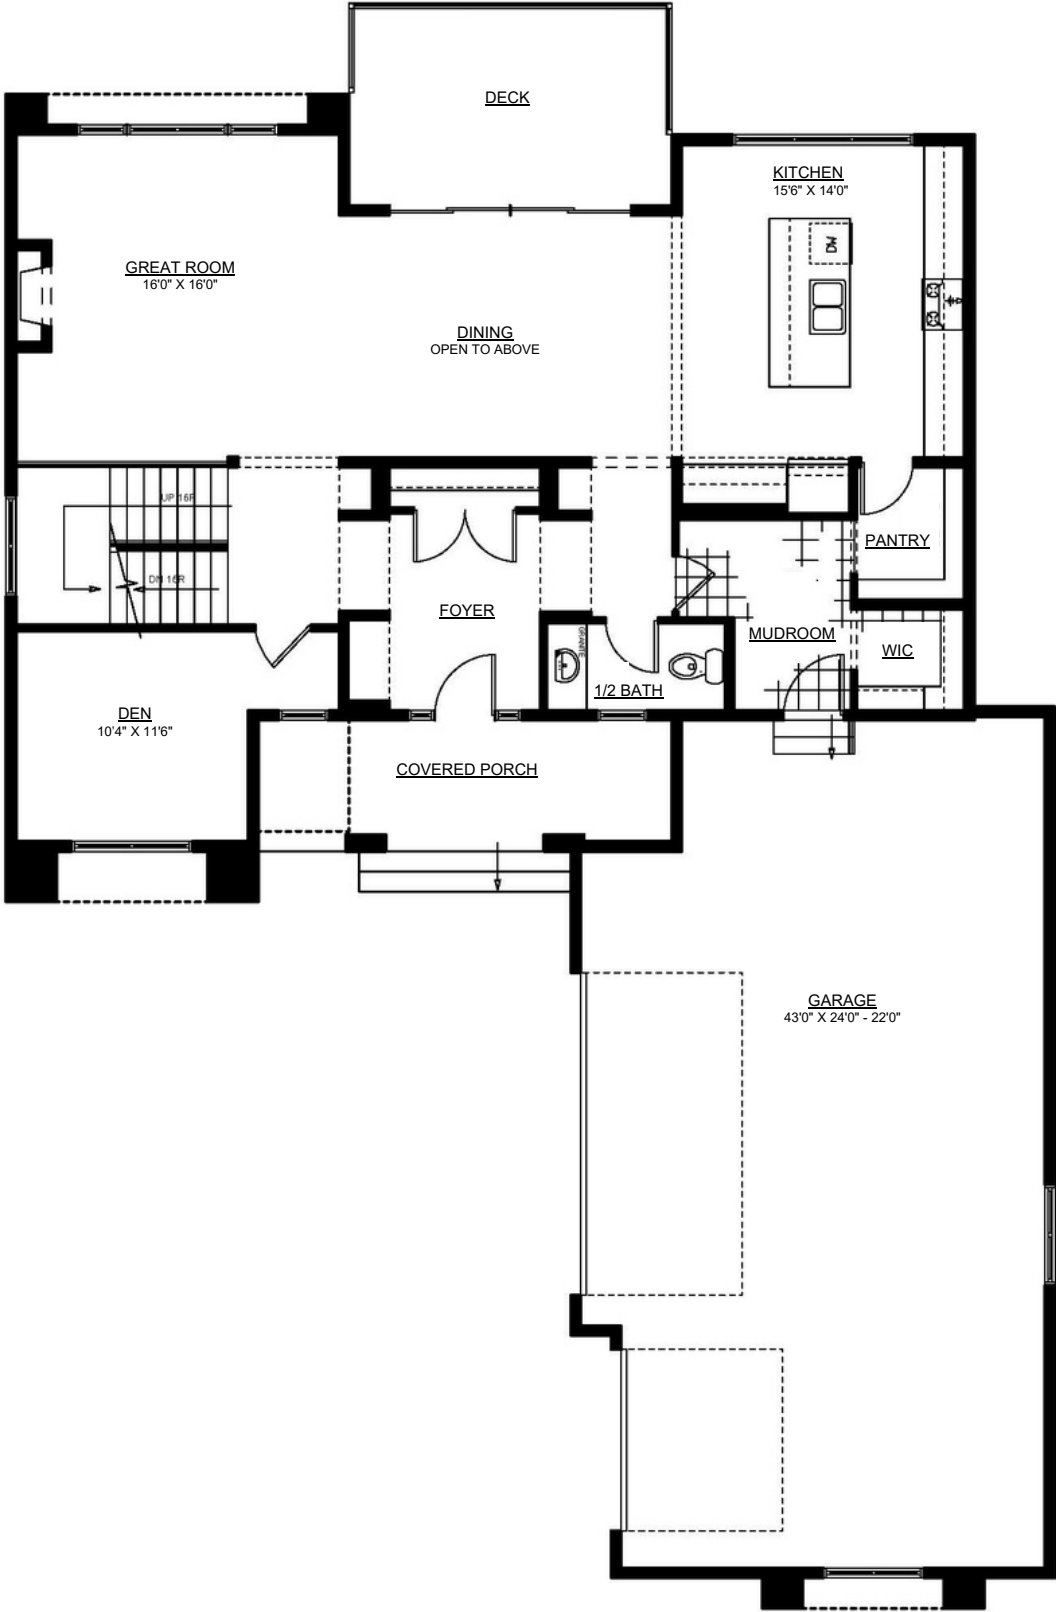 DECK
KITCHEN
15'6" X 14'0"
DW
GREAT ROOM
16'0" X 16'0"
DINING
OPEN TO ABOVE
UP 16R
PANTRY
DN 16R
FOYER
GRANITE
MUDROOM
WIC
1/2 BATH
DEN
10'4" X 11'6"
COVERED PORCH
GARAGE
43'0" X 24'0" - 22'0"